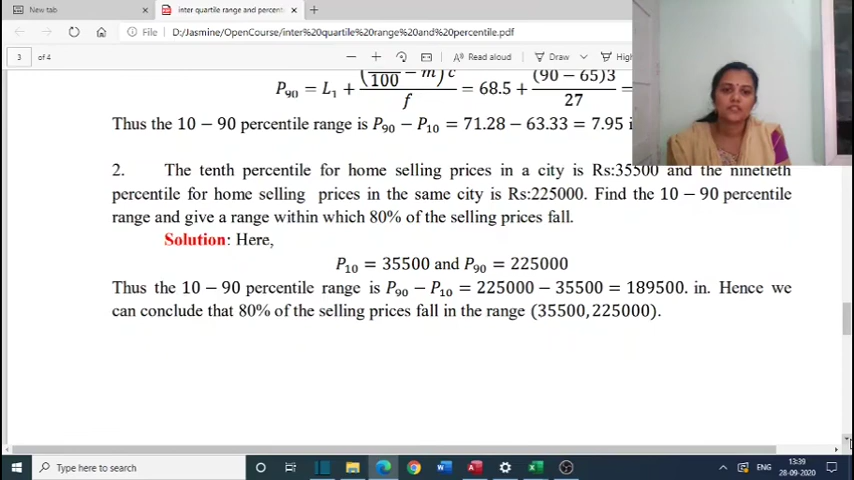 New tab
inter quartile range and percent
File
D:/Jasmine/OpenCourse/inter%20quartile%20range%20and%20percentile.pdf
3 of 4
Read aloud
Draw
High
P₉₀ = L₁ + (/100 − m) c / f = 68.5 + (90 − 65)3 / 27 =
Thus the 10 − 90 percentile range is P₉₀ − P₁₀ = 71.28 − 63.33 = 7.95 i
2. The tenth percentile for home selling prices in a city is Rs:35500 and the ninetieth
percentile for home selling prices in the same city is Rs:225000. Find the 10 − 90 percentile
range and give a range within which 80% of the selling prices fall.
Solution: Here,
P₁₀ = 35500 and P₉₀ = 225000
Thus the 10 − 90 percentile range is P₉₀ − P₁₀ = 225000 − 35500 = 189500. in. Hence we
can conclude that 80% of the selling prices fall in the range (35500, 225000).
Type here to search
ENG
13:39
28-09-2020